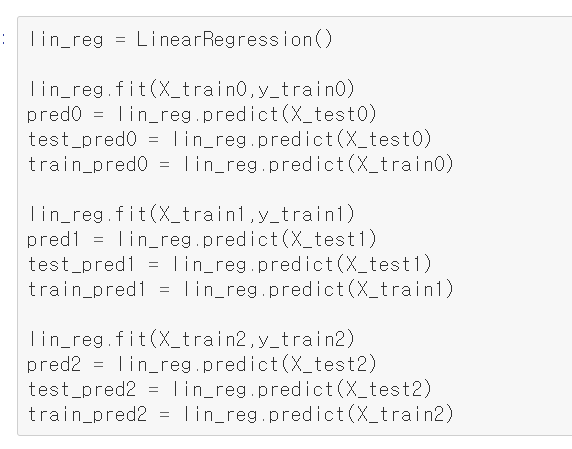 lin_reg = LinearRegression()
lin_reg.fit(X_train0,y_train0)
pred0 = lin_reg.predict(X_test0)
test_pred0 = lin_reg.predict(X_test0)
train_pred0 = lin_reg.predict(X_train0)
lin_reg.fit(X_train1,y_train1)
pred1 = lin_reg.predict(X_test1)
test_pred1 = lin_reg.predict(X_test1)
train_pred1 = lin_reg.predict(X_train1)
lin_reg.fit(X_train2,y_train2)
pred2 = lin_reg.predict(X_test2)
test_pred2 = lin_reg.predict(X_test2)
train_pred2 = lin_reg.predict(X_train2)